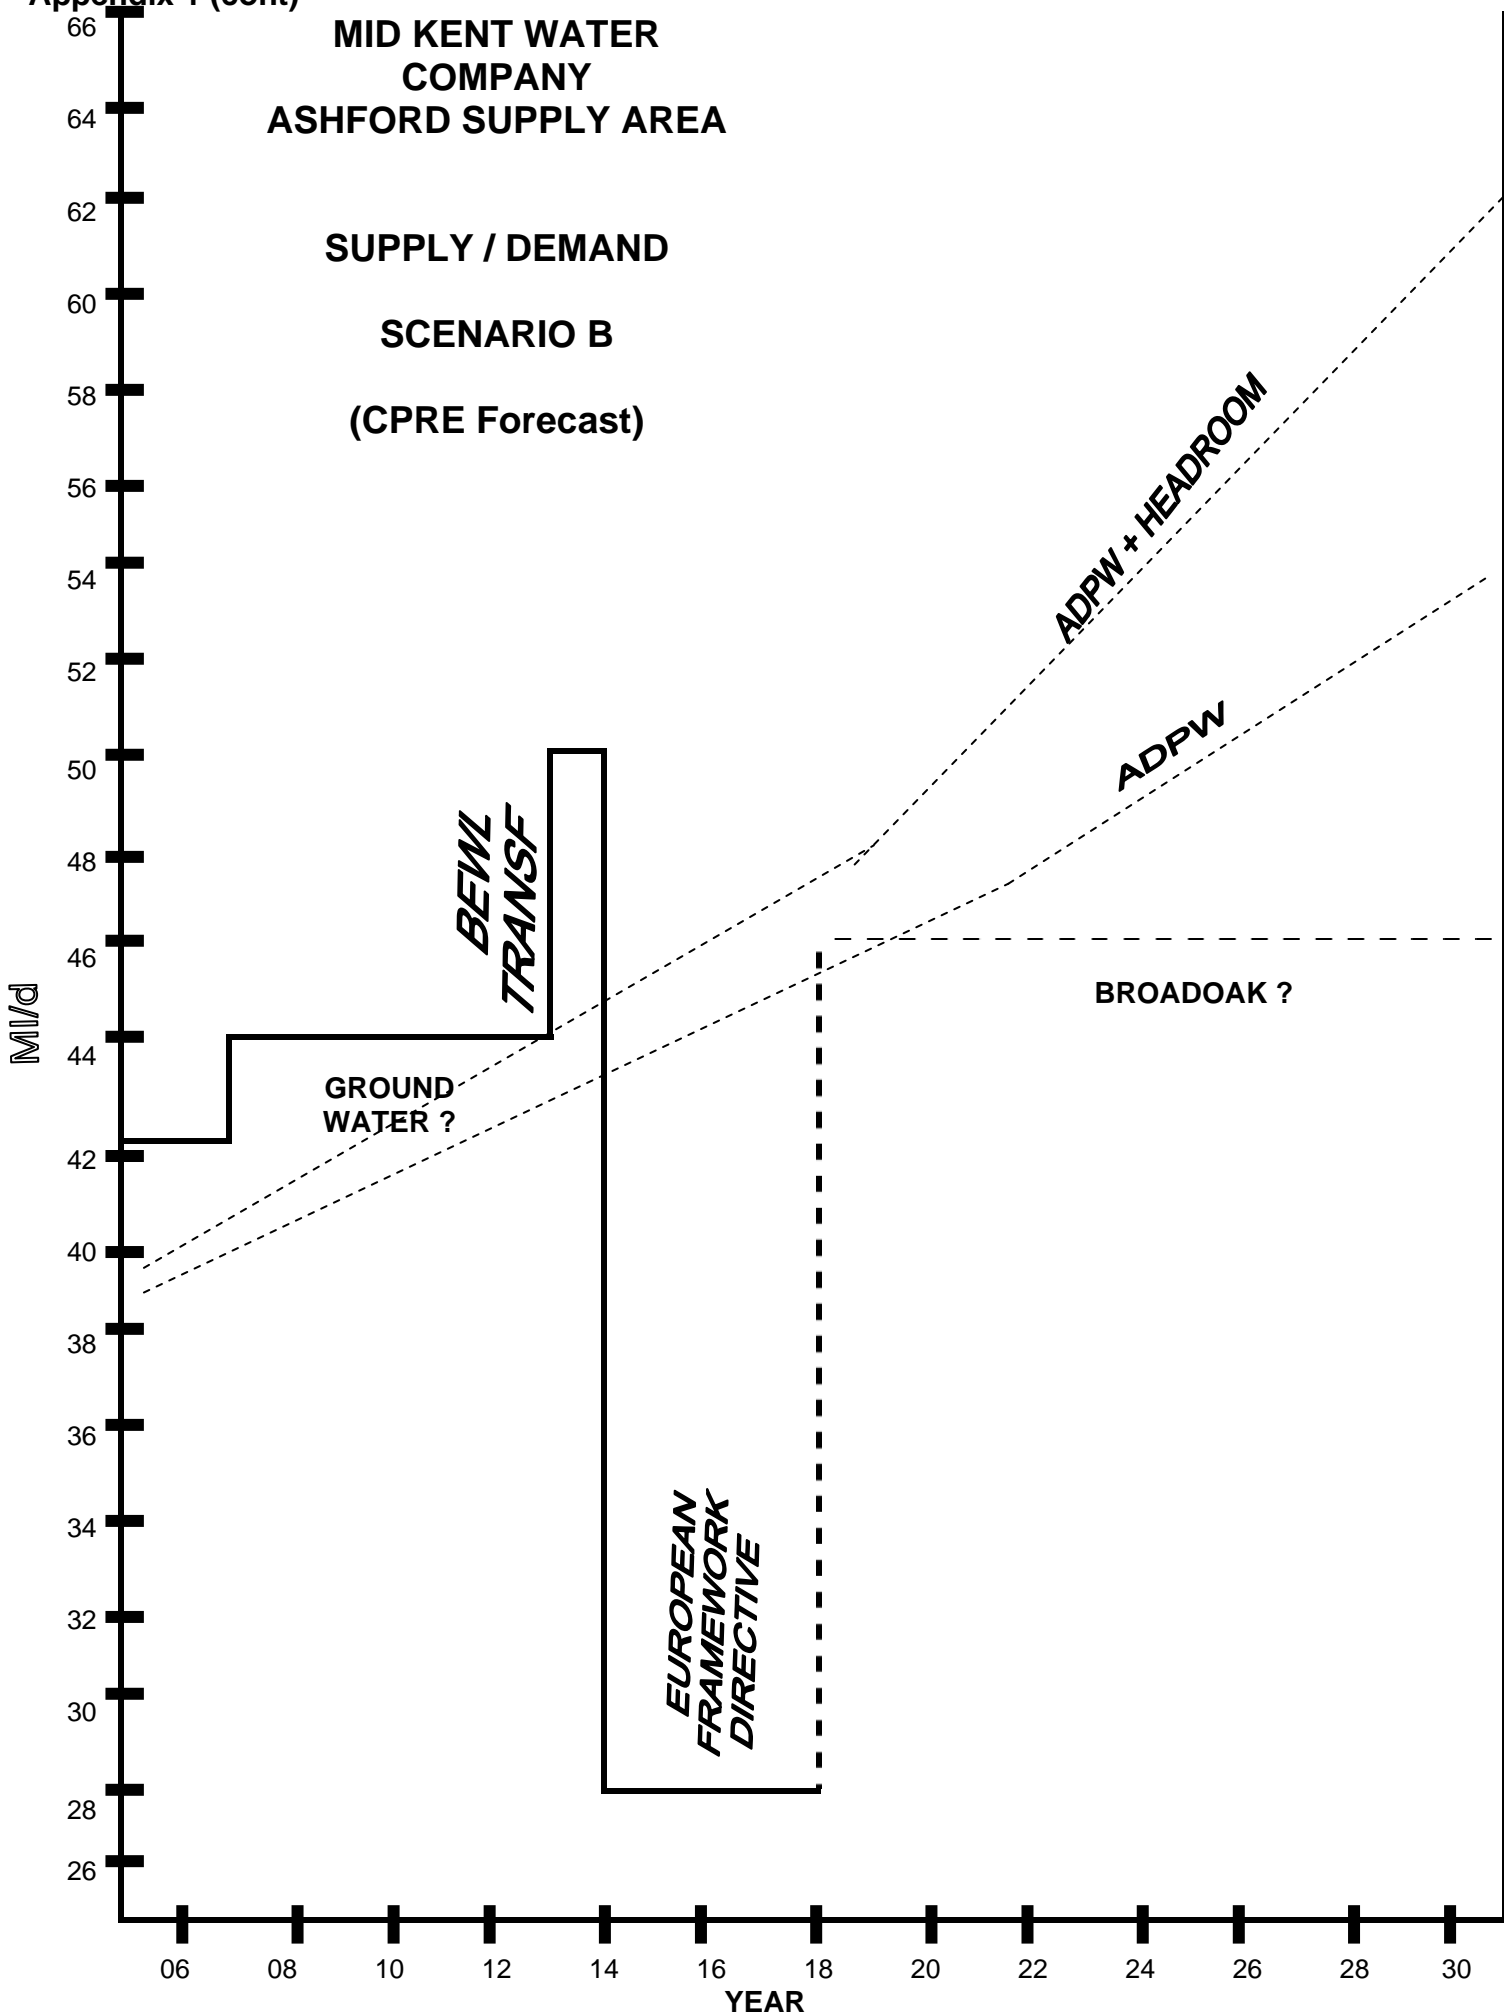 Appendix 1 (cont)
MID KENT WATER
COMPANY
ASHFORD SUPPLY AREA
SUPPLY / DEMAND
SCENARIO B
(CPRE Forecast)
66
64
62
60
58
56
54
52
50
48
46
44
42
40
38
36
34
32
30
28
26
Ml/d
ADPW + HEADROOM
ADPW
BEWL
TRANSF
BROADOAK ?
GROUND
WATER ?
EUROPEAN
FRAMEWORK
DIRECTIVE
06 08 10 12 14 16 18 20 22 24 26 28 30
YEAR